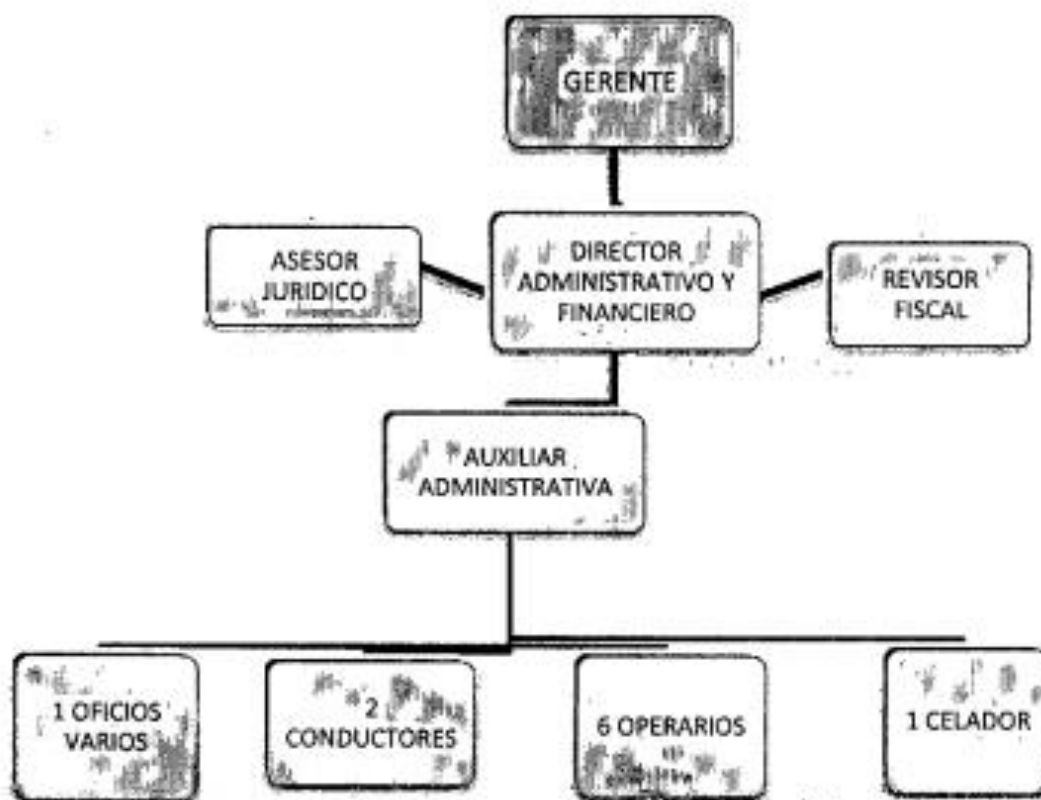 GERENTE
ASESOR
JURIDICO
DIRECTOR
ADMINISTRATIVO Y
FINANCIERO
REVISOR
FISCAL
AUXILIAR
ADMINISTRATIVA
1 OFICIOS
VARIOS
2
CONDUCTORES
6 OPERARIOS
1 CELADOR